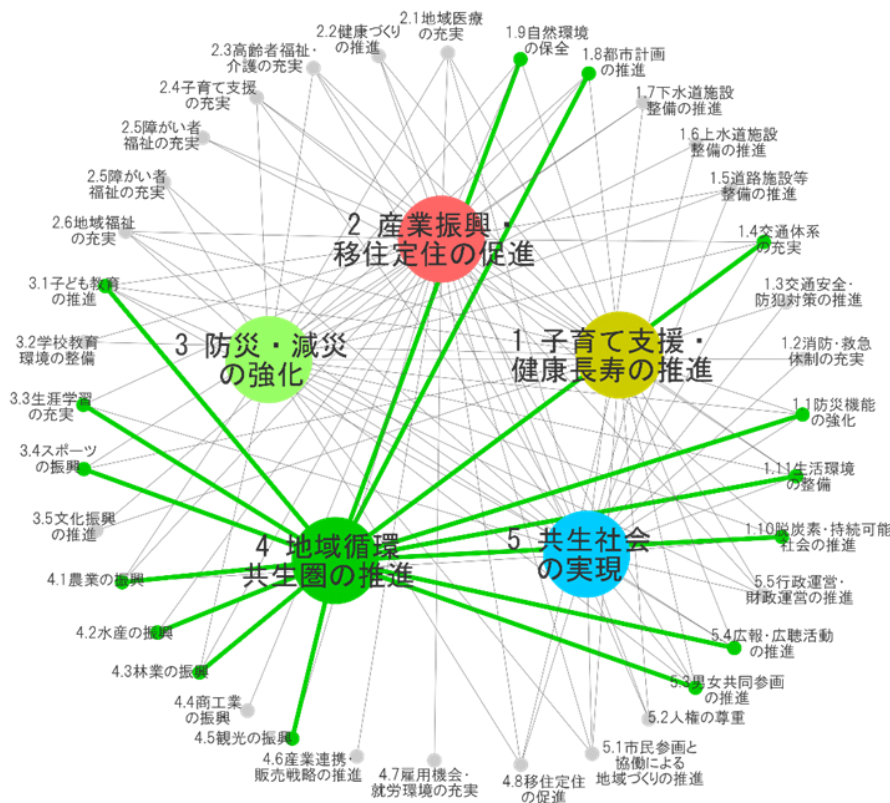 2.1地域医療
の充実
2.2健康づくり
の推進
2.3高齢者福祉・
介護の充実
2.4子育て支援
の充実
2.5障がい者
福祉の充実
2.5障がい者
福祉の充実
2.6地域福祉
の充実
3.1子ども教育
の推進
3.2学校教育
環境の整備
3.3生涯学習
の充実
3.4スポーツ
の振興
3.5文化振興
の推進
4.1農業の振興
4.2水産の振興
4.3林業の振興
4.4商工業
の振興
4.5観光の振興
4.6産業連携・
販売戦略の推進
4.7雇用機会・
就労環境の充実
4.8移住定住
の促進
5.1市民参画と
協働による
地域づくりの推進
5.2人権の尊重
5.3男女共同参画
の推進
5.4広報・広聴活動
の推進
5.5行政運営・
財政運営の推進
1.10脱炭素・持続可能
社会の推進
1.11生活環境
の整備
1.1防災機能
の強化
1.2消防・救急
体制の充実
1.3交通安全・
防犯対策の推進
1.4交通体系
の充実
1.5道路施設等
整備の推進
1.6上水道施設
整備の推進
1.7下水道施設
整備の推進
1.8都市計画
の推進
1.9自然環境
の保全
2 産業振興・
移住定住の促進
3 防災・減災
の強化
1 子育て支援・
健康長寿の推進
4 地域循環
共生圏の推進
5 共生社会
の実現